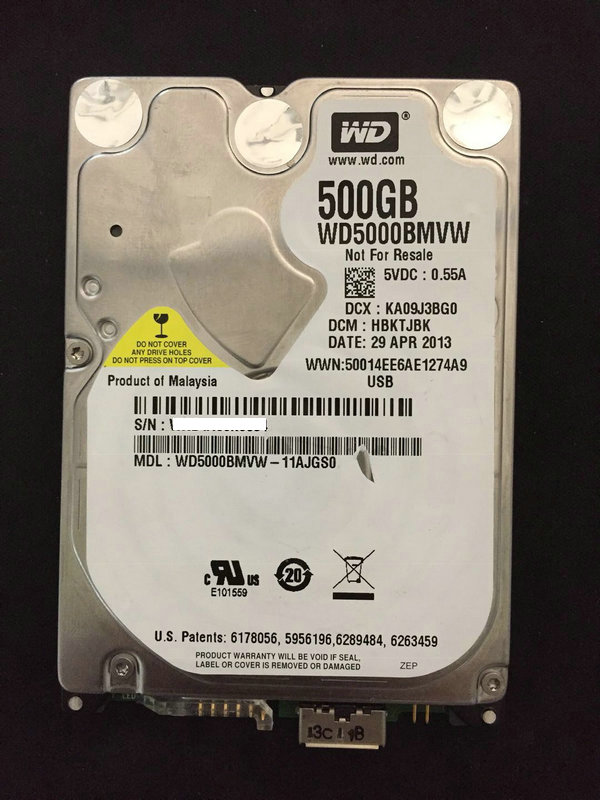 WD®
www.wd.com
500GB
WD5000BMVW
Not For Resale
5VDC : 0.55A
DCX : KA09J3BG0
DCM : HBKTJBK
DATE: 29 APR 2013
WWN:50014EE6AE1274A9
USB
DO NOT COVER
ANY DRIVE HOLES
DO NOT PRESS ON TOP COVER
Product of Malaysia
S/N :
MDL : WD5000BMVW-11AJGS0
c RU US
E101559
20
U.S. Patents: 6178056, 5956196,6289484, 6263459
PRODUCT WARRANTY WILL BE VOID IF SEAL,
LABEL OR COVER IS REMOVED OR DAMAGED
ZEP